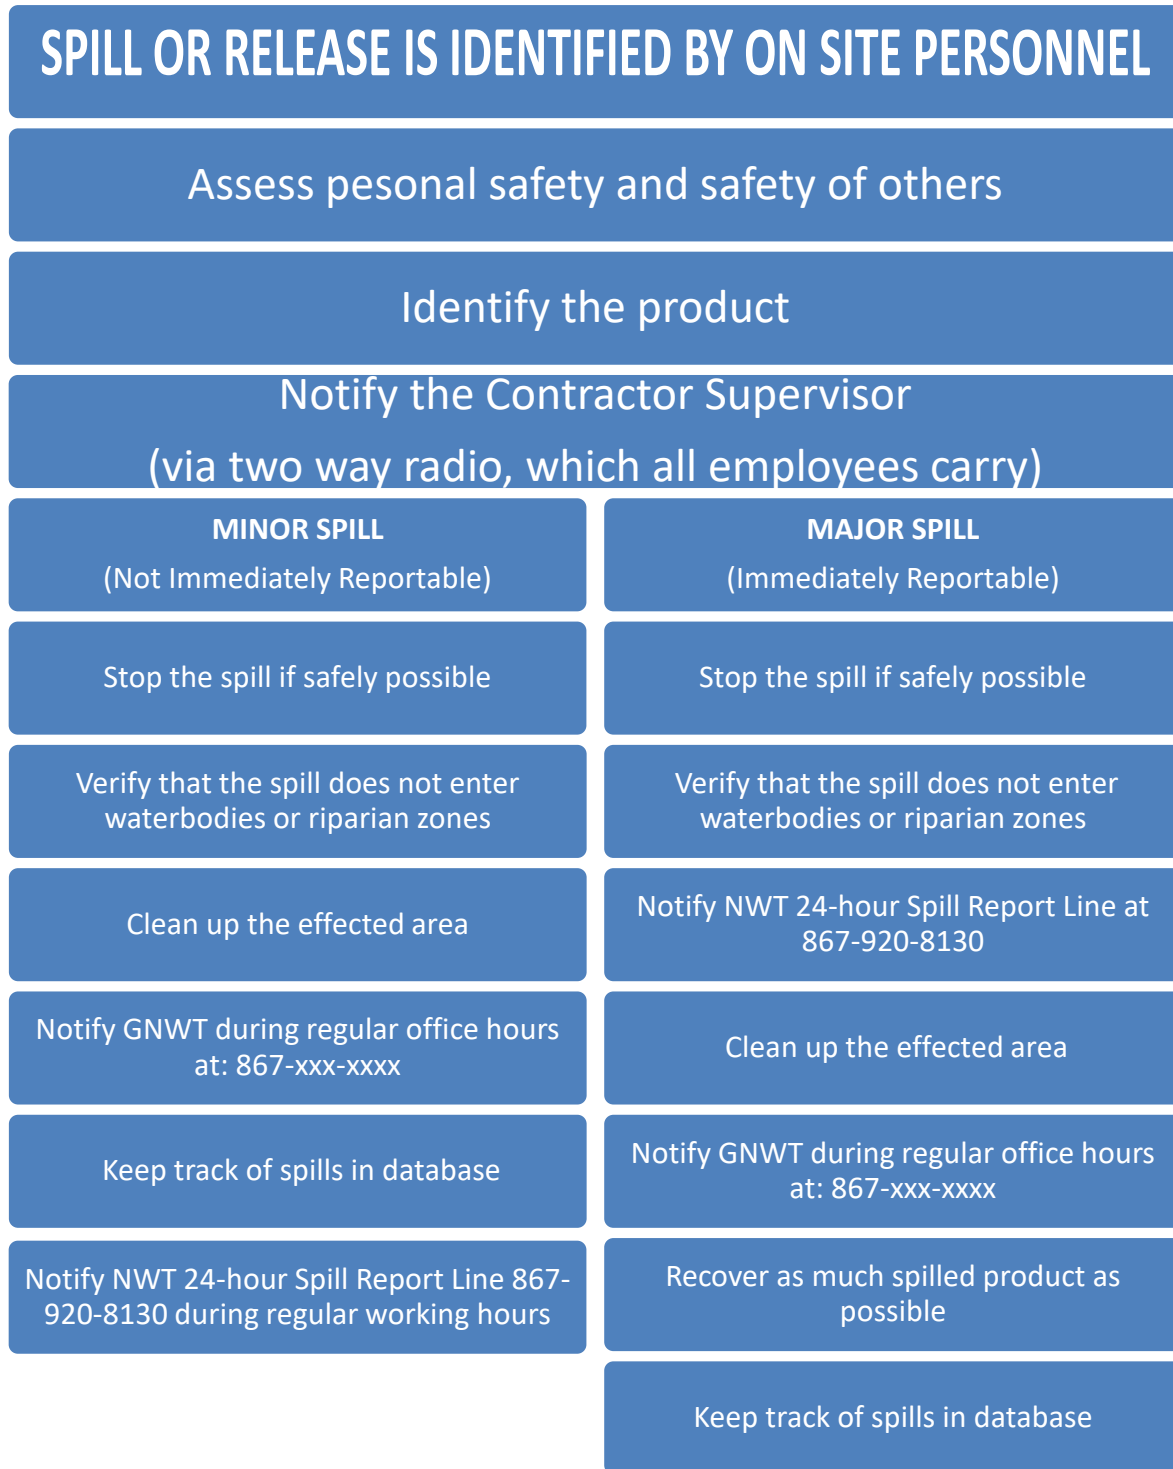 SPILL OR RELEASE IS IDENTIFIED BY ON SITE PERSONNEL
Assess pesonal safety and safety of others
Identify the product
Notify the Contractor Supervisor
(via two way radio, which all employees carry)
MINOR SPILL
(Not Immediately Reportable)
Stop the spill if safely possible
Verify that the spill does not enter
waterbodies or riparian zones
Clean up the effected area
Notify GNWT during regular office hours
at: 867-xxx-xxxx
Keep track of spills in database
Notify NWT 24-hour Spill Report Line 867-
920-8130 during regular working hours
MAJOR SPILL
(Immediately Reportable)
Stop the spill if safely possible
Verify that the spill does not enter
waterbodies or riparian zones
Notify NWT 24-hour Spill Report Line at
867-920-8130
Clean up the effected area
Notify GNWT during regular office hours
at: 867-xxx-xxxx
Recover as much spilled product as
possible
Keep track of spills in database